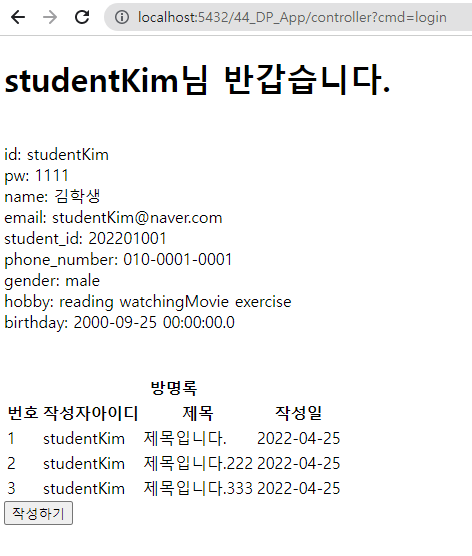 localhost:5432/44_DP_App/controller?cmd=login
studentKim님 반갑습니다.
id: studentKim
pw: 1111
name: 김학생
email: studentKim@naver.com
student_id: 202201001
phone_number: 010-0001-0001
gender: male
hobby: reading watchingMovie exercise
birthday: 2000-09-25 00:00:00.0
방명록
번호 작성자아이디 제목 작성일
1 studentKim 제목입니다. 2022-04-25
2 studentKim 제목입니다.222 2022-04-25
3 studentKim 제목입니다.333 2022-04-25
작성하기